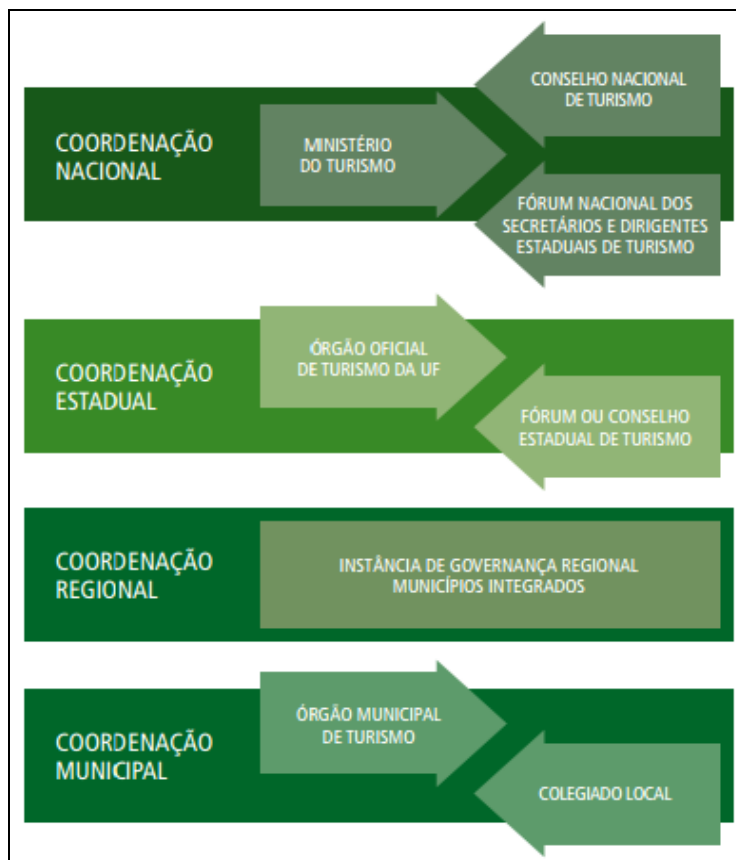 COORDENAÇÃO
NACIONAL
MINISTÉRIO
DO TURISMO
CONSELHO NACIONAL
DE TURISMO
FÓRUM NACIONAL DOS
SECRETÁRIOS E DIRIGENTES
ESTADUAIS DE TURISMO
COORDENAÇÃO
ESTADUAL
ÓRGÃO OFICIAL
DE TURISMO DA UF
FÓRUM OU CONSELHO
ESTADUAL DE TURISMO
COORDENAÇÃO
REGIONAL
INSTÂNCIA DE GOVERNANÇA REGIONAL
MUNICÍPIOS INTEGRADOS
COORDENAÇÃO
MUNICIPAL
ÓRGÃO MUNICIPAL
DE TURISMO
COLEGIADO LOCAL